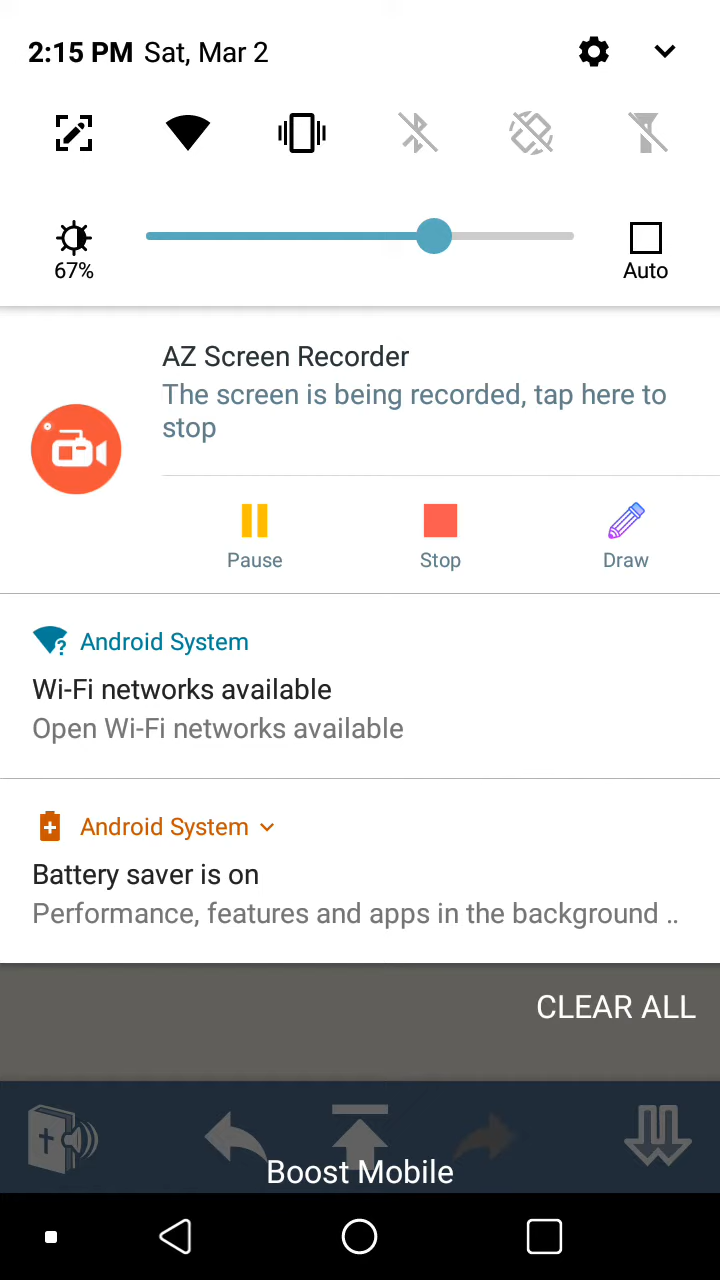 2:15 PM Sat, Mar 2
67%
Auto
AZ Screen Recorder
The screen is being recorded, tap here to
stop
Pause Stop Draw
Android System
Wi-Fi networks available
Open Wi-Fi networks available
Android System
Battery saver is on
Performance, features and apps in the background ..
CLEAR ALL
Boost Mobile